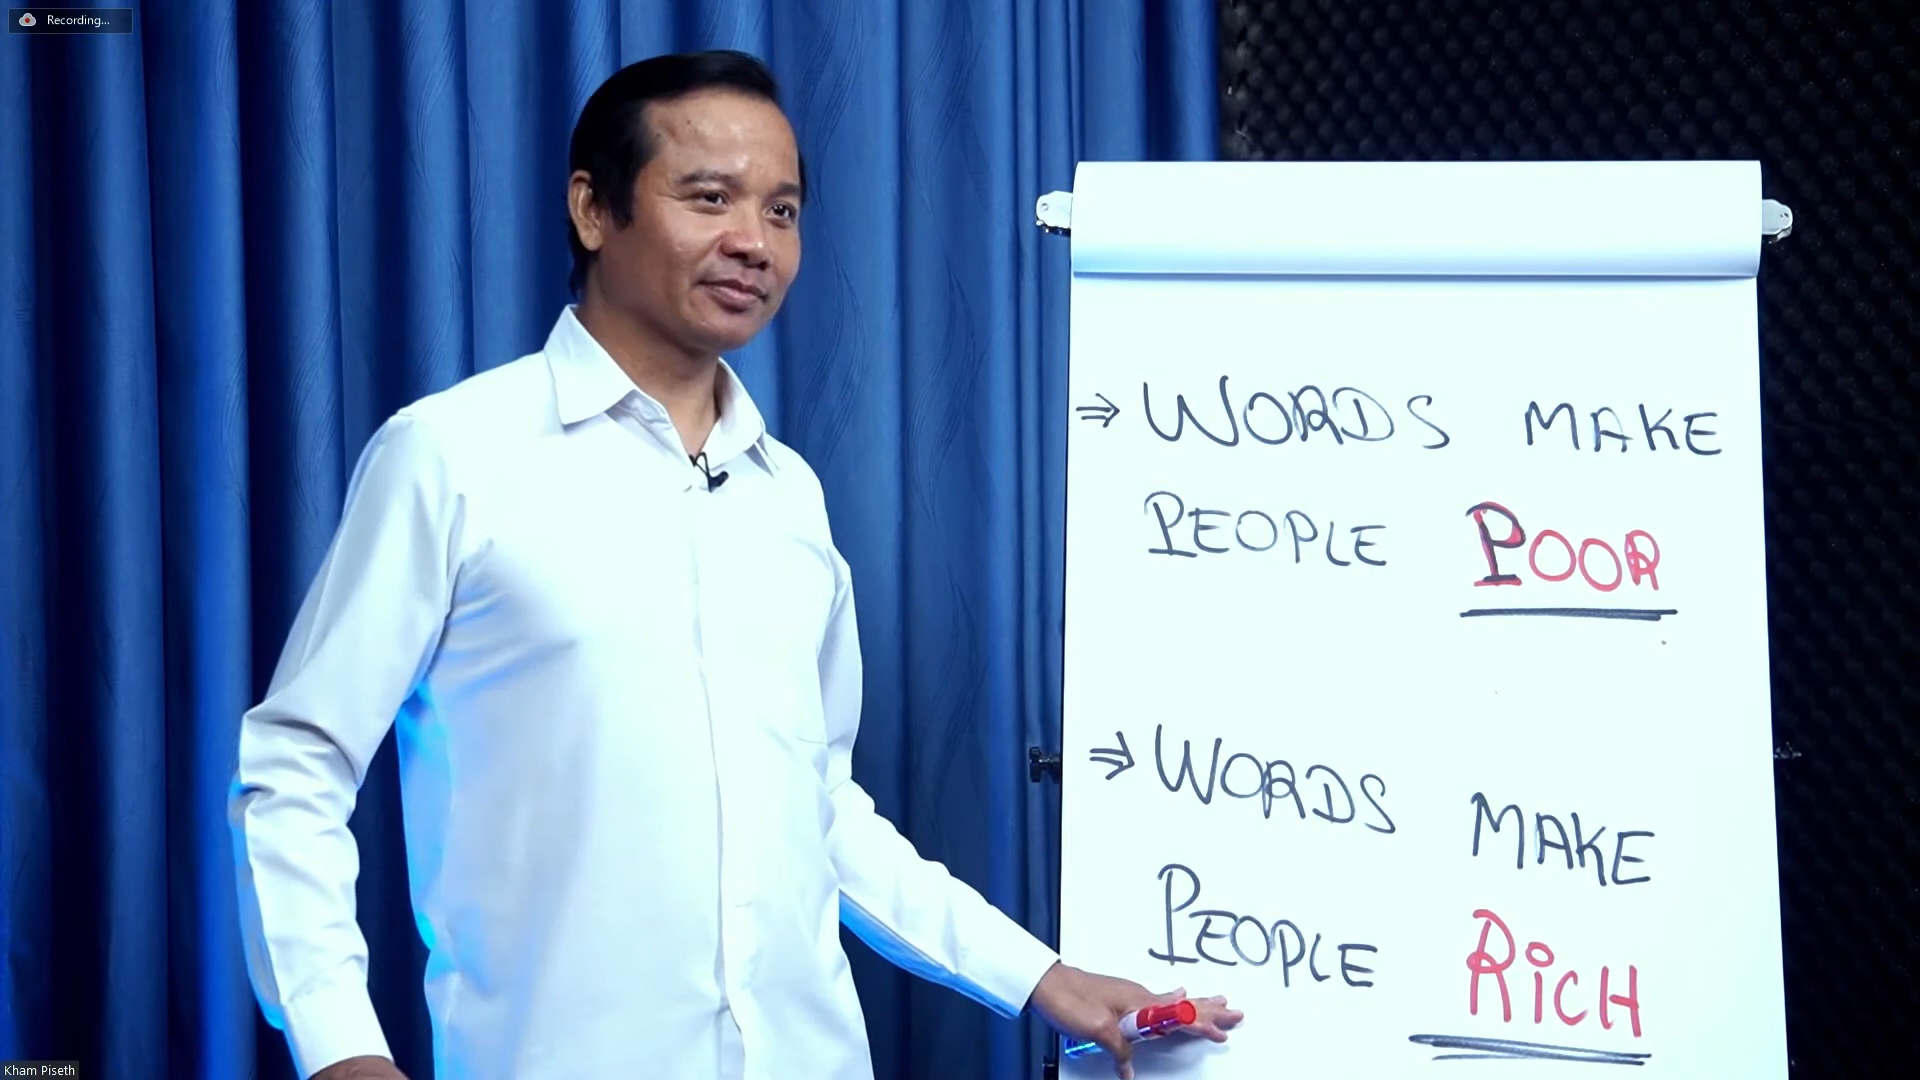 Recording...
⇒ WORDS MAKE
PEOPLE POOR
⇒ WORDS MAKE
PEOPLE RiCH
Kham Piseth